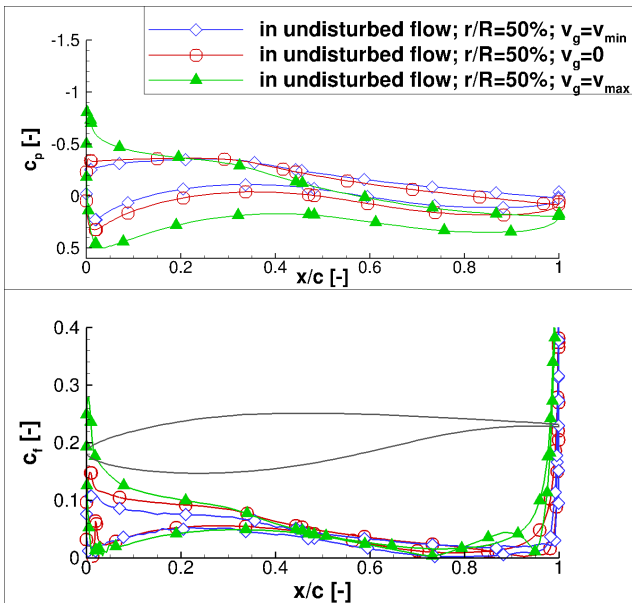 in undisturbed flow; r/R=50%; v_g=v_min
in undisturbed flow; r/R=50%; v_g=0
in undisturbed flow; r/R=50%; v_g=v_max
-1.5
-1
-0.5
0
0.5
c_p [-]
0 0.2 0.4 0.6 0.8 1
x/c [-]
0.4
0.3
0.2
0.1
0
c_f [-]
0 0.2 0.4 0.6 0.8 1
x/c [-]